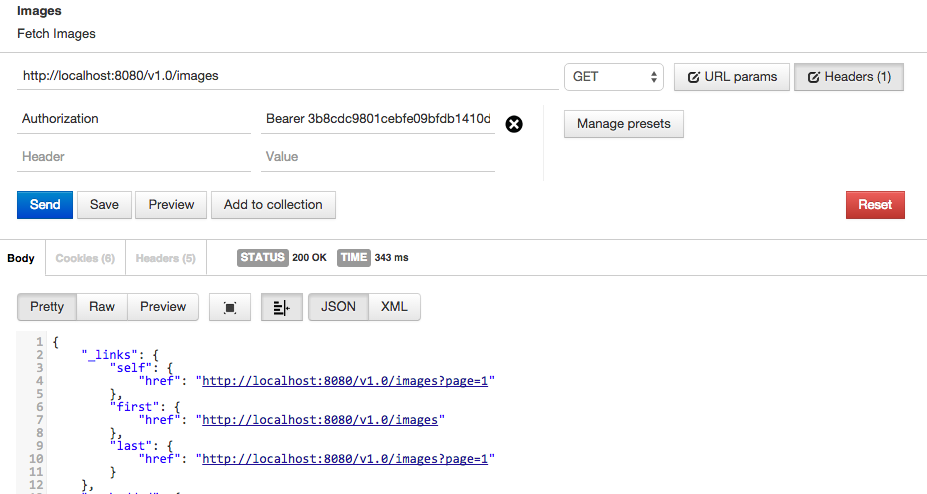 Images
Fetch Images
http://localhost:8080/v1.0/images GET URL params Headers (1)
Authorization Bearer 3b8cdc9801cebfe09bfdb1410d Manage presets
Header Value
Send Save Preview Add to collection Reset
Body Cookies (6) Headers (5) STATUS 200 OK TIME 343 ms
Pretty Raw Preview JSON XML
1 {
2 "_links": {
3 "self": {
4 "href": "http://localhost:8080/v1.0/images?page=1"
5 },
6 "first": {
7 "href": "http://localhost:8080/v1.0/images"
8 },
9 "last": {
10 "href": "http://localhost:8080/v1.0/images?page=1"
11 }
12 },